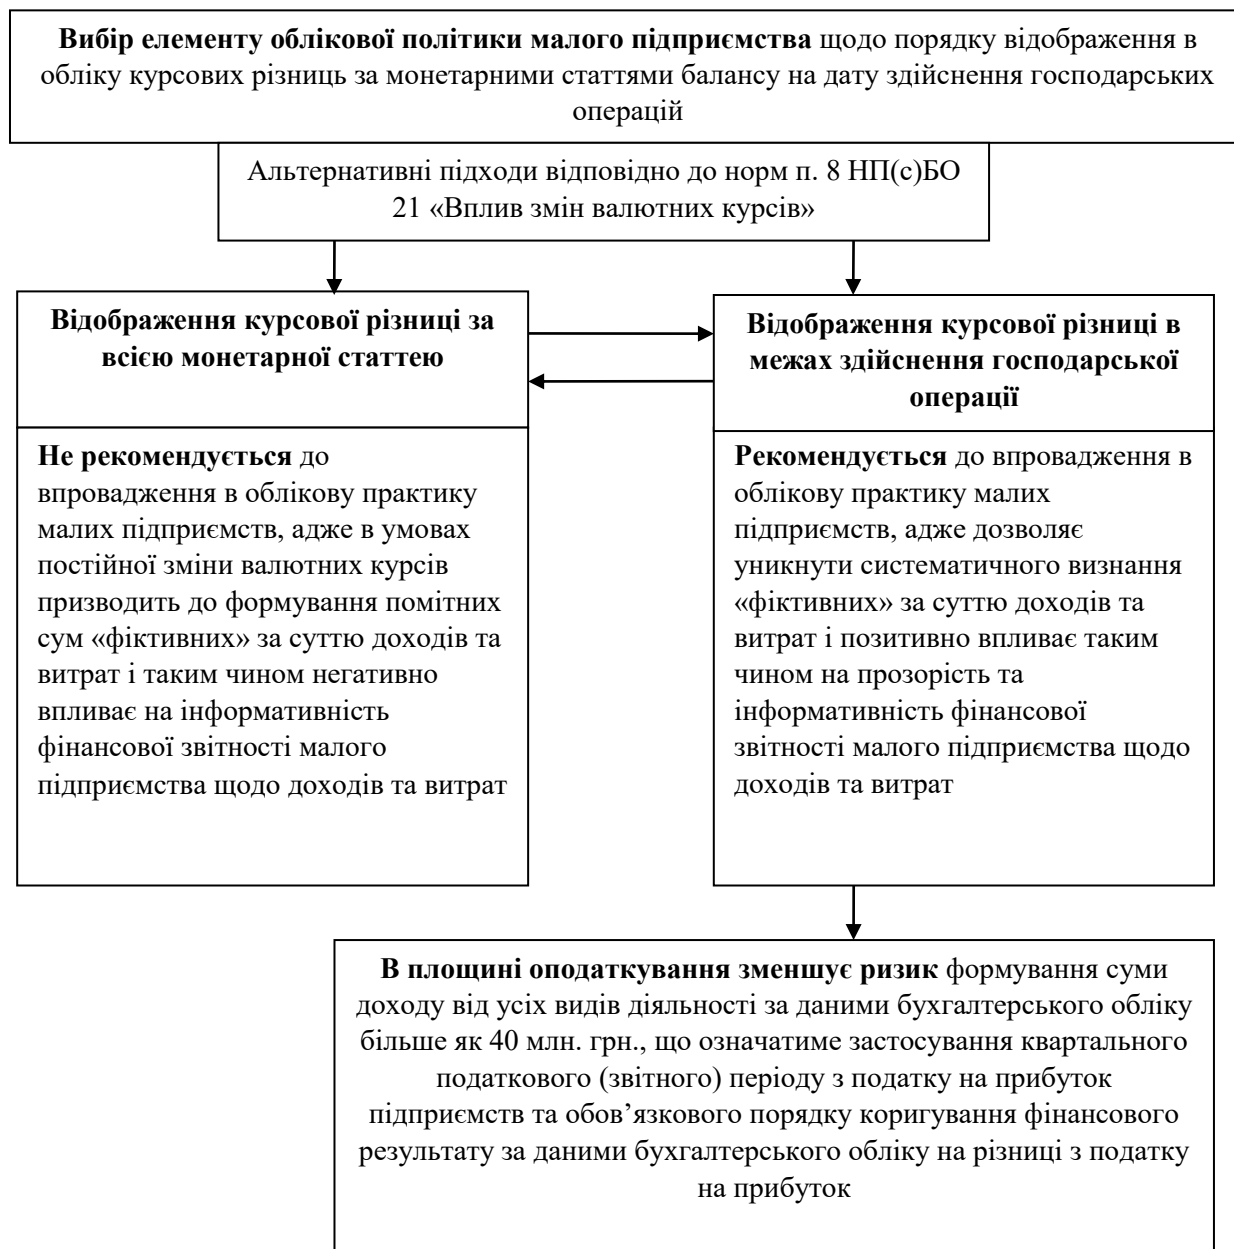 Вибір елементу облікової політики малого підприємства щодо порядку відображення в
обліку курсових різниць за монетарними статтями балансу на дату здійснення господарських
операцій
Альтернативні підходи відповідно до норм п. 8 НП(с)БО
21 «Вплив змін валютних курсів»
Відображення курсової різниці за
всією монетарної статтею
Не рекомендується до
впровадження в облікову практику
малих підприємств, адже в умовах
постійної зміни валютних курсів
призводить до формування помітних
сум «фіктивних» за суттю доходів та
витрат і таким чином негативно
впливає на інформативність
фінансової звітності малого
підприємства щодо доходів та витрат
Відображення курсової різниці в
межах здійснення господарської
операції
Рекомендується до впровадження в
облікову практику малих
підприємств, адже дозволяє
уникнути систематичного визнання
«фіктивних» за суттю доходів та
витрат і позитивно впливає таким
чином на прозорість та
інформативність фінансової
звітності малого підприємства щодо
доходів та витрат
В площині оподаткування зменшує ризик формування суми
доходу від усіх видів діяльності за даними бухгалтерського обліку
більше як 40 млн. грн., що означатиме застосування квартального
податкового (звітного) періоду з податку на прибуток
підприємств та обов’язкового порядку коригування фінансового
результату за даними бухгалтерського обліку на різниці з податку
на прибуток